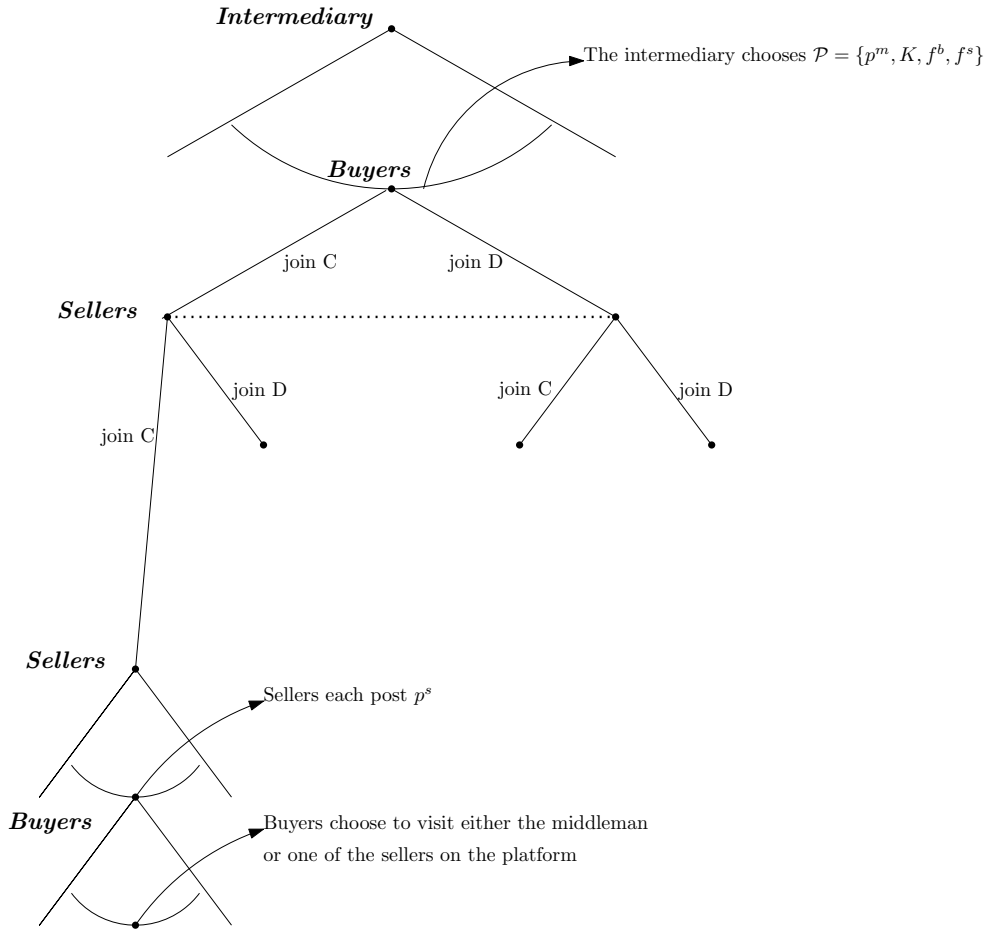 Intermediary
The intermediary chooses 𝒫 = {p^m, K, f^b, f^s}
Buyers
join C
join D
Sellers
join D
join C
join D
join C
Sellers
Sellers each post p^s
Buyers
Buyers choose to visit either the middleman
or one of the sellers on the platform